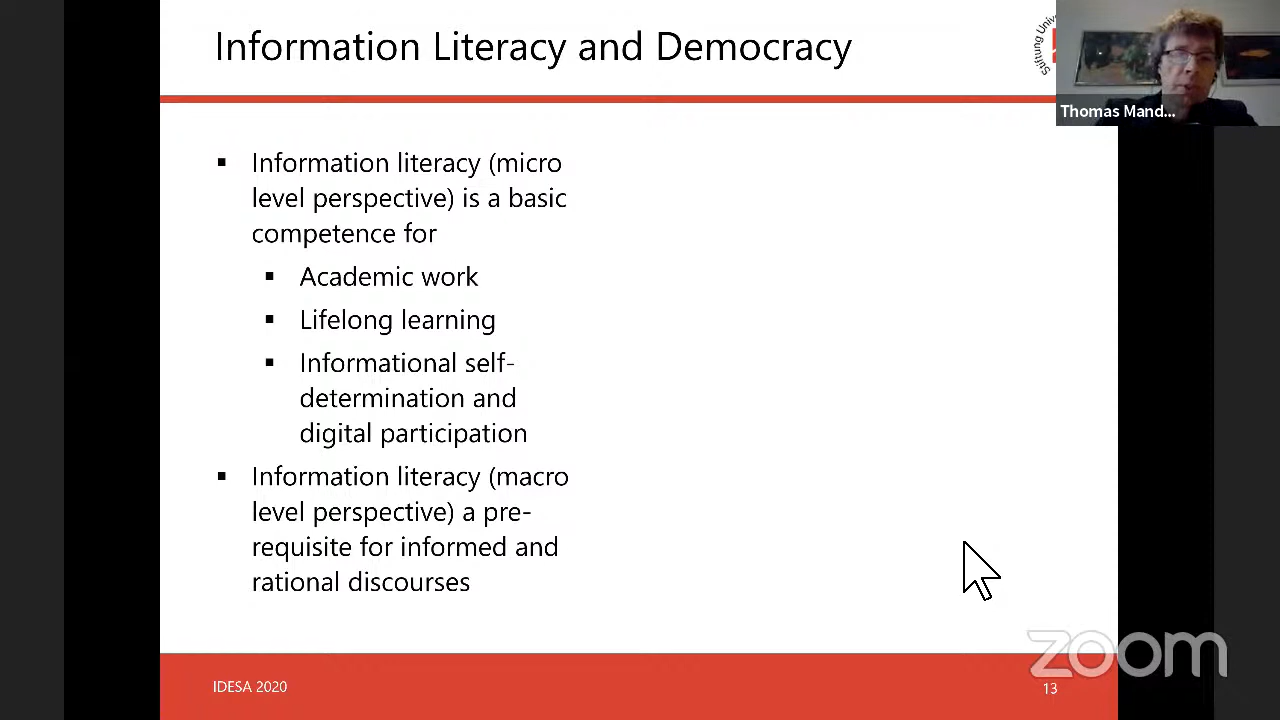 Information Literacy and Democracy
Stiftung
Thomas Mand...
▪ Information literacy (micro
level perspective) is a basic
competence for
▪ Academic work
▪ Lifelong learning
▪ Informational self-
determination and
digital participation
▪ Information literacy (macro
level perspective) a pre-
requisite for informed and
rational discourses
zoom
IDESA 2020
13